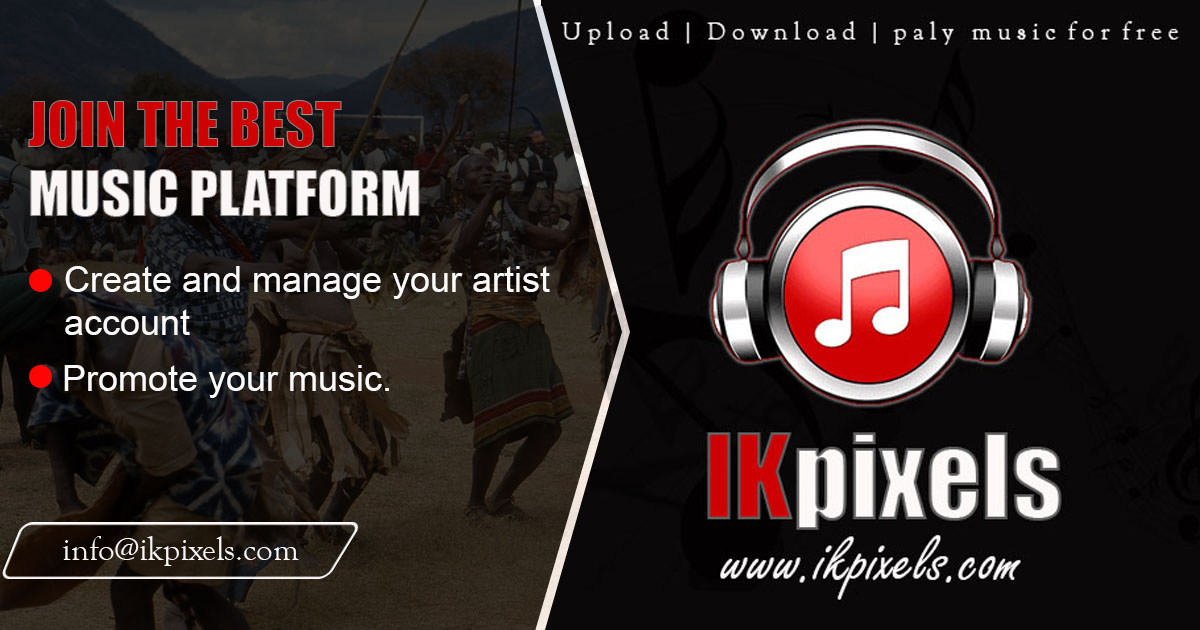 Upload | Download | paly music for free
JOIN THE BEST
MUSIC PLATFORM
Create and manage your artist
account
Promote your music.
info@ikpixels.com
IKpixels
www.ikpixels.com